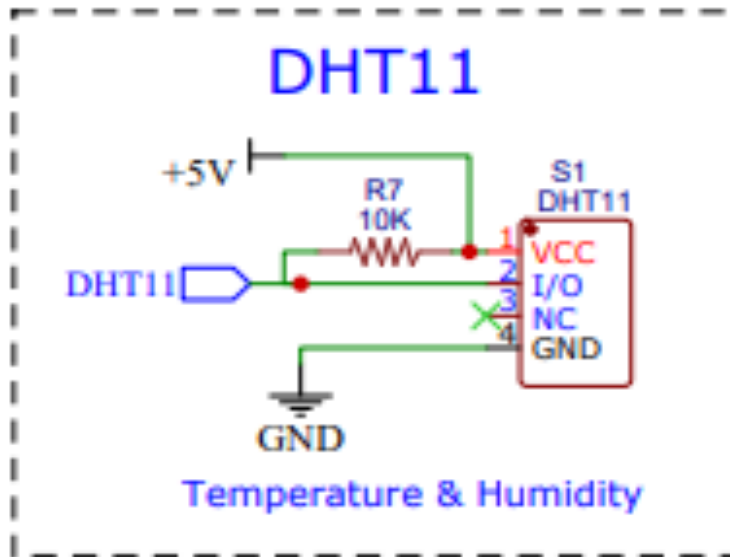 DHT11
+5V
R7
10K
S1
DHT11
1
VCC
DHT11
2
I/O
3
NC
4
GND
GND
Temperature & Humidity